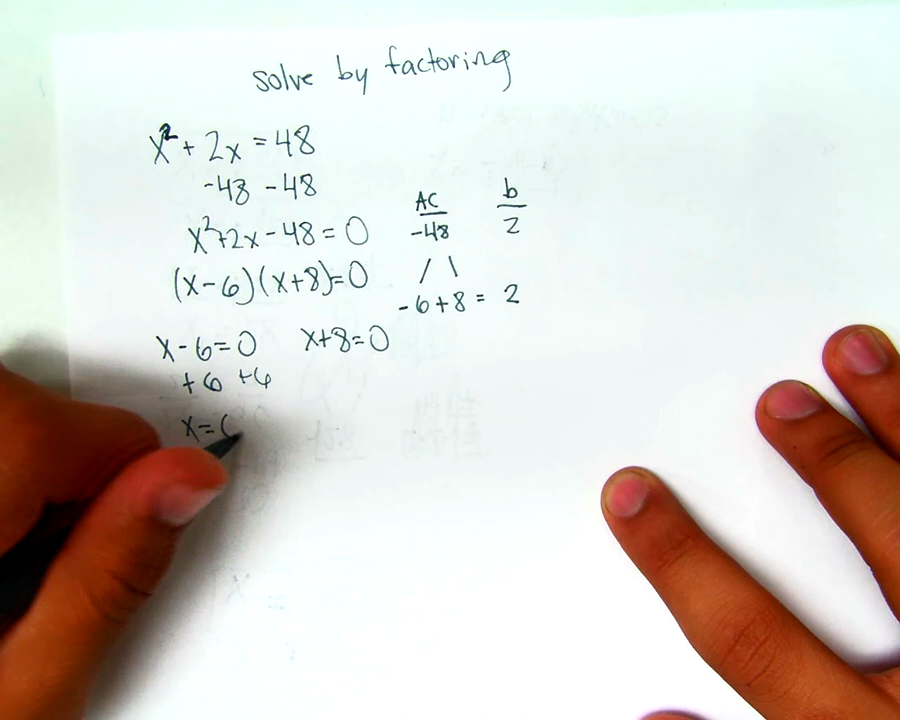 solve by factoring
x² + 2x = 48
-48 -48
x²+2x - 48 = 0
(x-6)(x+8)=0
x-6=0 x+8=0
+6 +6
x=
AC b
-48 2
/ \
-6+8 = 2